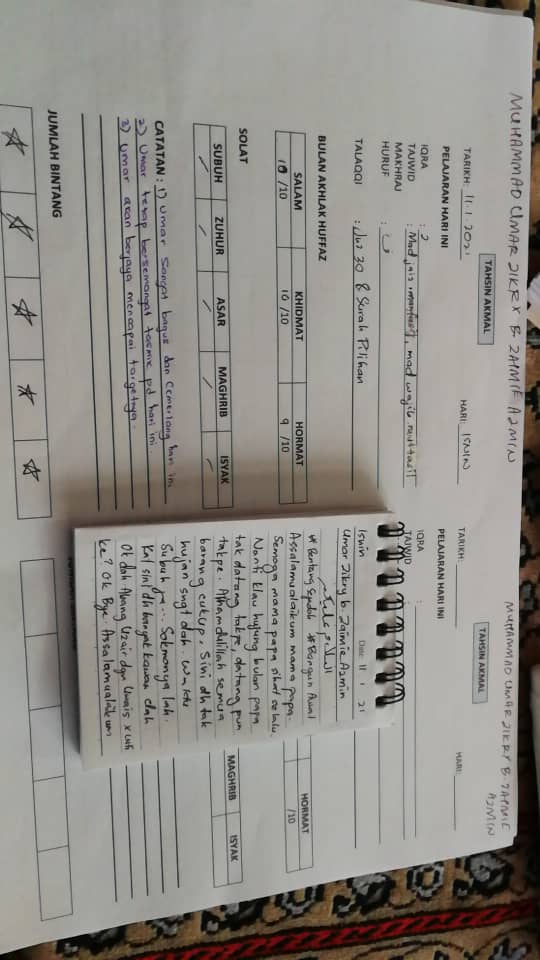 MUHAMMAD UMAR ZIKRY B. ZAIMIE AZMIN
TAHSIN AKMAL
TARIKH: 11.1.2021 HARI: ISNIN
PELAJARAN HARI INI
IQRA : 2
TAJWID : Mad jaiz munfasil, mad wajib muttasil
MAKHRAJ
HURUF : ف
TALAQQI : Juz 30 & Surah Pilihan
BULAN AKHLAK HUFFAZ
SALAM KHIDMAT HORMAT
10 /10 10 /10 9 /10
SOLAT
SUBUH ZUHUR ASAR MAGHRIB ISYAK
/ / / / /
CATATAN : 1) Umar Sangat bagus dan Cemerlang hari ini
2) Umar tetap bersemangat tasmik pd hari ini.
3) Umar akan berjaya mencapai targetnya.
JUMLAH BINTANG
MUHAMMAD UMAR ZIKRY B. ZAIMIE
AZMIN
TAHSIN AKMAL
TARIKH: HARI:
PELAJARAN HARI INI
IQRA :
TAJWID
HORMAT
/10
MAGHRIB ISYAK
Isnin Date 11 1 21
Umar Zikry b. Zaimie Azmin
السلام عليكم
# Bentang Sejadah # Bangun Awal
Assalamualaikum mama papa.
Semoga mama papa sihat selalu.
Nanti klau hujung bulan papa
tak datang takpe, datang pun
takpe. Alhamdulillah semua
barang cukup. Sini dh tak
hujan sngt dah. Waktu
Subuh ... Soknonya lah.
Kat sini dh banyak kawan dah
Ok dah Abang Uzair dgn Umais x
ke? Ok Bye. Assalamualaikum